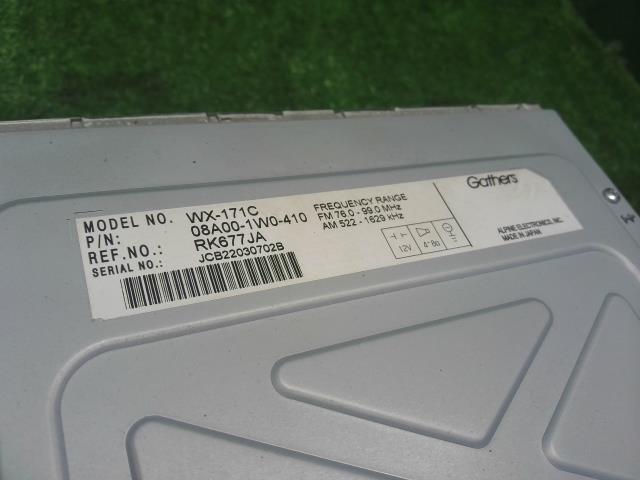 MODEL NO. WX-171C
P/N: 08A00-1W0-410
REF.NO.: RK677JA
SERIAL NO.: JCB22030702B
FREQUENCY RANGE
FM 76.0 - 99.0 MHz
AM 522 - 1629 kHz
12V 4~8Ω
Gathers
ALPINE ELECTRONICS, INC.
MADE IN JAPAN